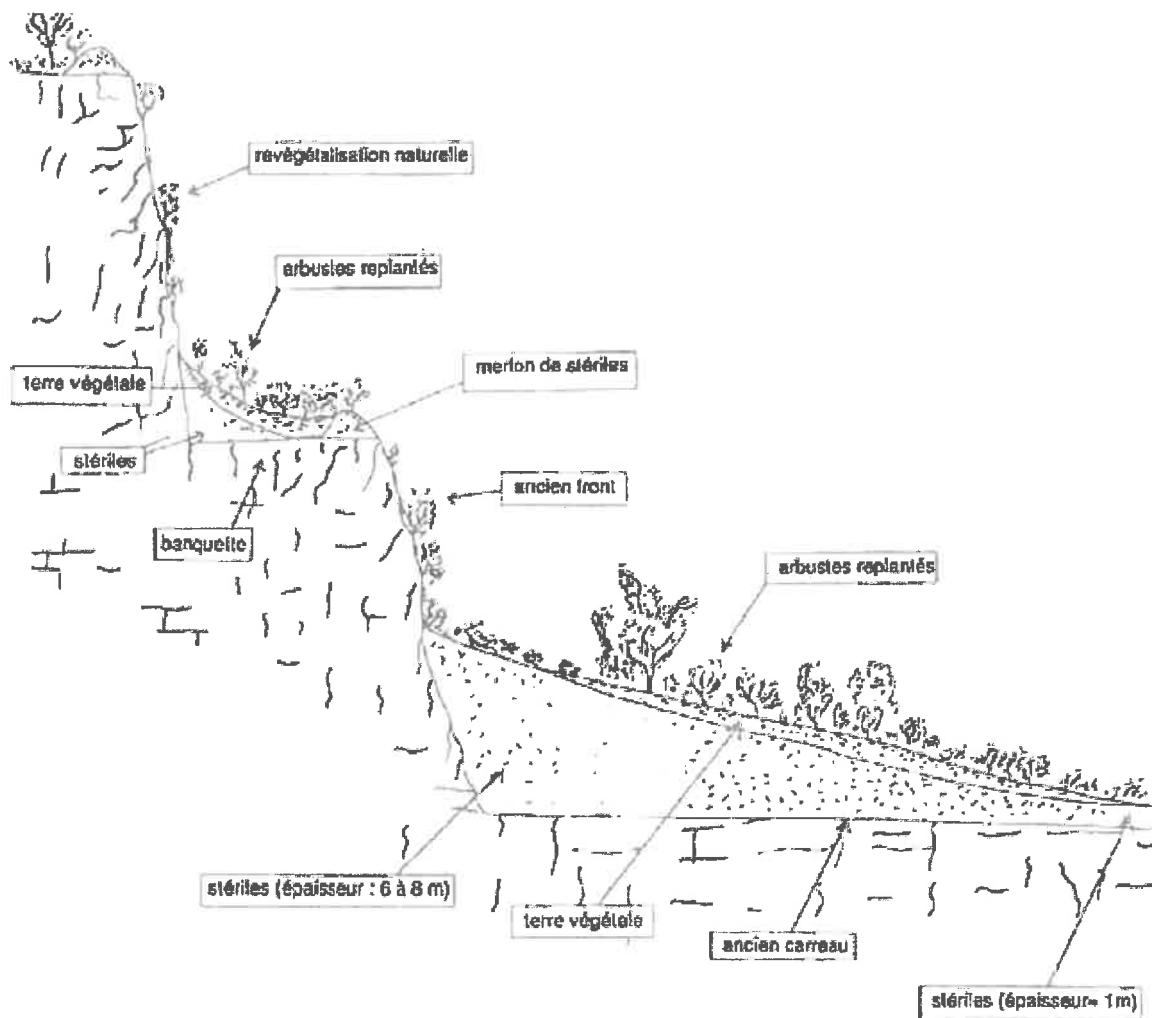 revégétalisation naturelle
arbustes replantés
merlon de stériles
terre végétale
stériles
ancien front
banquette
arbustes replantés
stériles (épaisseur : 6 à 8 m)
terre végétale
ancien carreau
stériles (épaisseur= 1m)